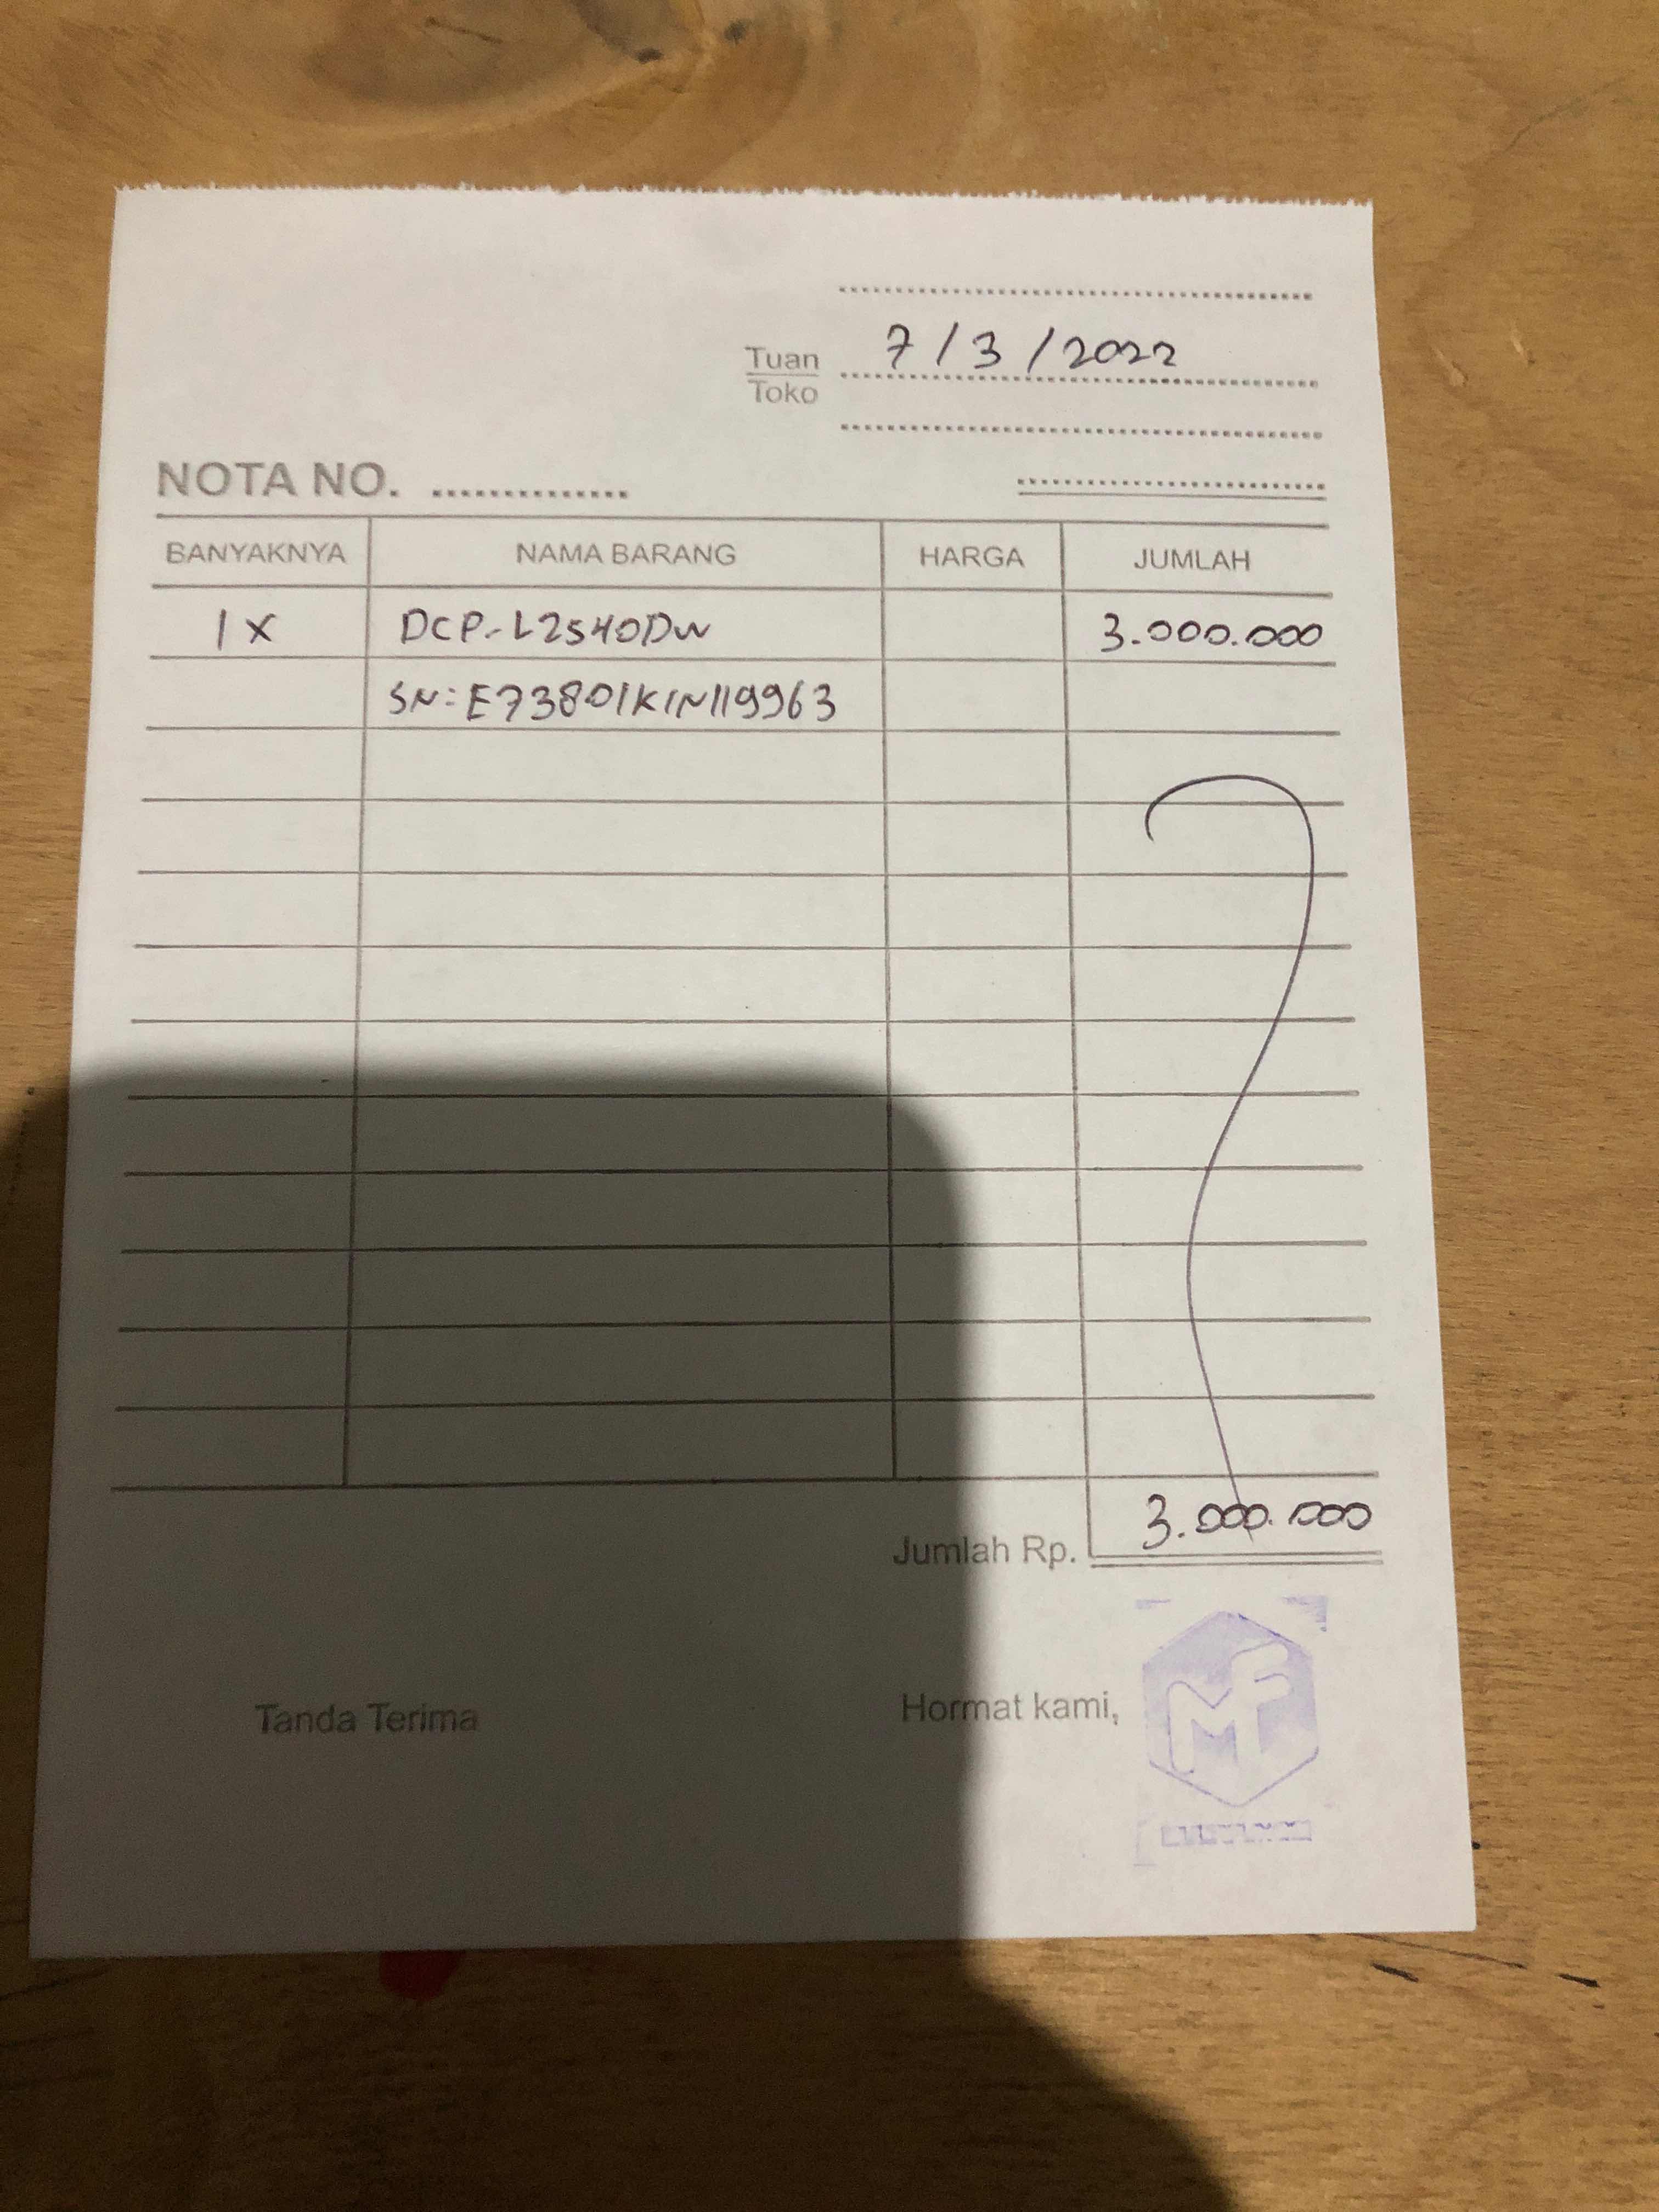 7/3/2022
Tuan
Toko
NOTA NO.
BANYAKNYA NAMA BARANG HARGA JUMLAH
1X DCP-L2540DW 3.000.000
SN:E73801K1N119963
Jumlah Rp. 3.000.000
Tanda Terima Hormat kami,
MF